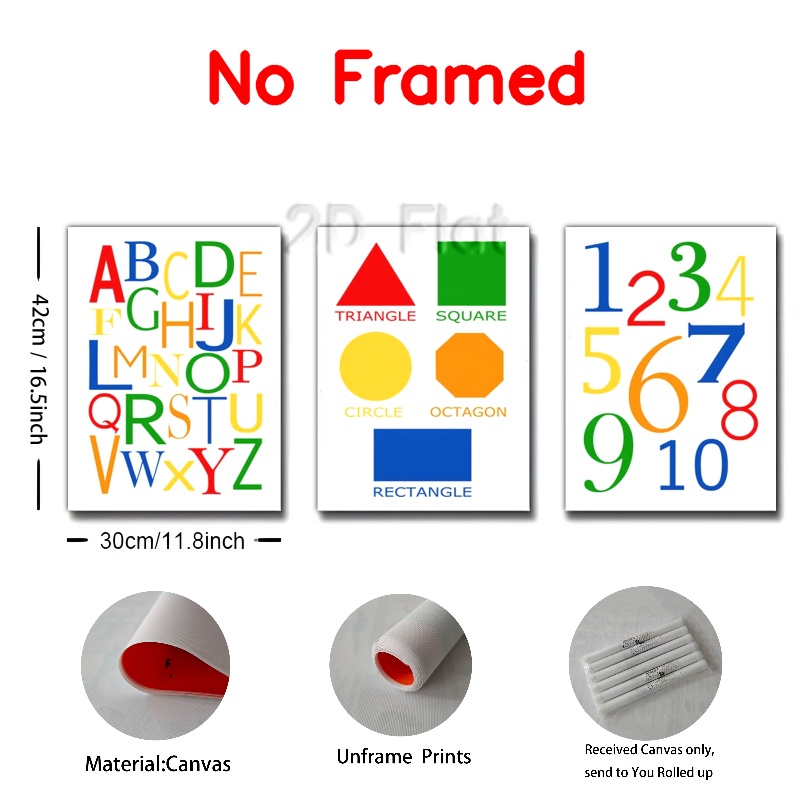 No Framed
2D Flat
42cm / 16.5inch
A B C D E
F G H I J K
L M N O P
Q R S T U
V W X Y Z
30cm/11.8inch
TRIANGLE SQUARE
CIRCLE OCTAGON
RECTANGLE
1 2 3 4
5 6 7
8
9 10
Material:Canvas
Unframe Prints
Received Canvas only,
send to You Rolled up